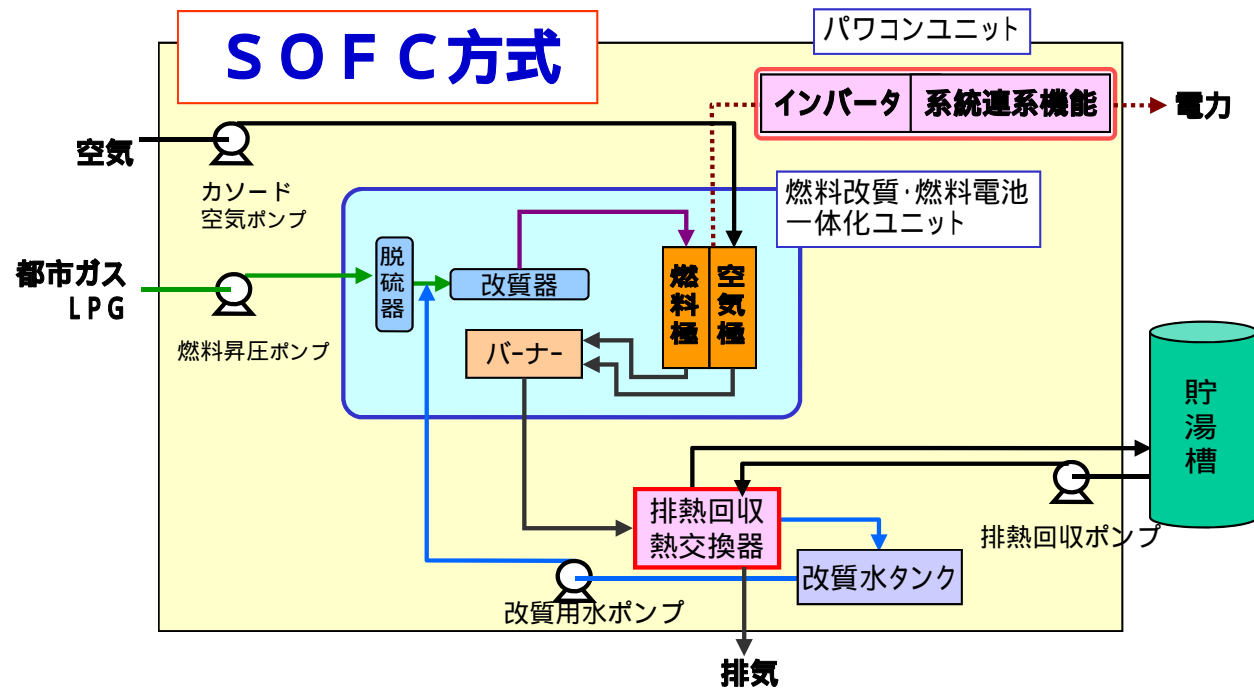 SOFC方式
パワコンユニット
インバータ
系統連系機能
電力
空気
カソード
空気ポンプ
燃料改質・燃料電池
一体化ユニット
都市ガス
LPG
燃料昇圧ポンプ
脱硫器
改質器
燃料極
空気極
バーナー
貯湯槽
排熱回収
熱交換器
排熱回収ポンプ
改質水タンク
改質用水ポンプ
排気